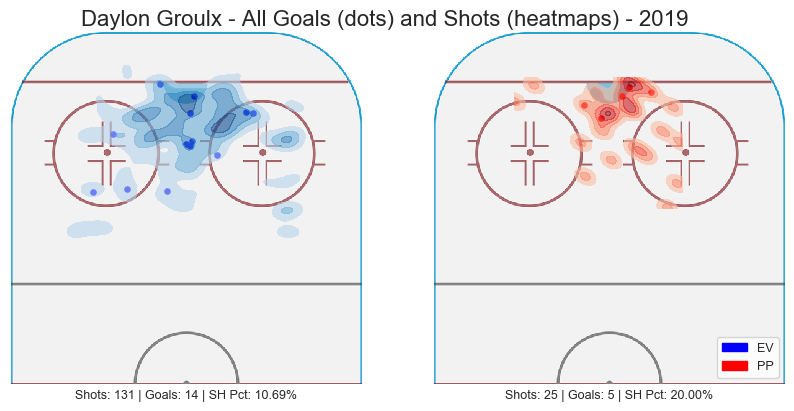 Daylon Groulx - All Goals (dots) and Shots (heatmaps) - 2019
EV
PP
Shots: 131 | Goals: 14 | SH Pct: 10.69%
Shots: 25 | Goals: 5 | SH Pct: 20.00%